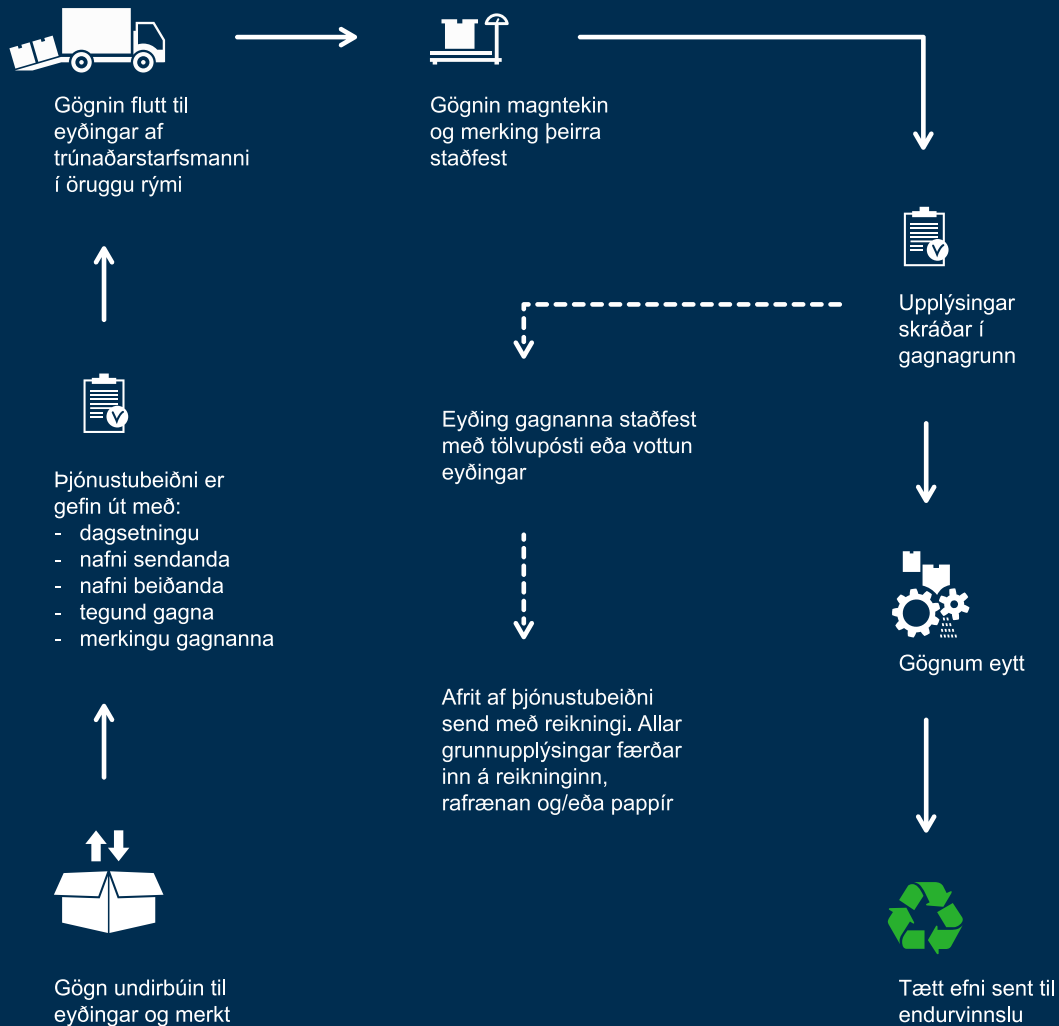 Gögnin flutt til
eyðingar af
trúnaðarstarfsmanni
í öruggu rými
Gögnin magntekin
og merking þeirra
staðfest
Upplýsingar
skráðar í
gagnagrunn
Eyðing gagnanna staðfest
með tölvupósti eða vottun
eyðingar
Þjónustubeiðni er
gefin út með:
- dagsetningu
- nafni sendanda
- nafni beiðanda
- tegund gagna
- merkingu gagnanna
Gögnum eytt
Afrit af þjónustubeiðni
send með reikningi. Allar
grunnupplýsingar færðar
inn á reikninginn,
rafrænan og/eða pappír
Gögn undirbúin til
eyðingar og merkt
Tætt efni sent til
endurvinnslu